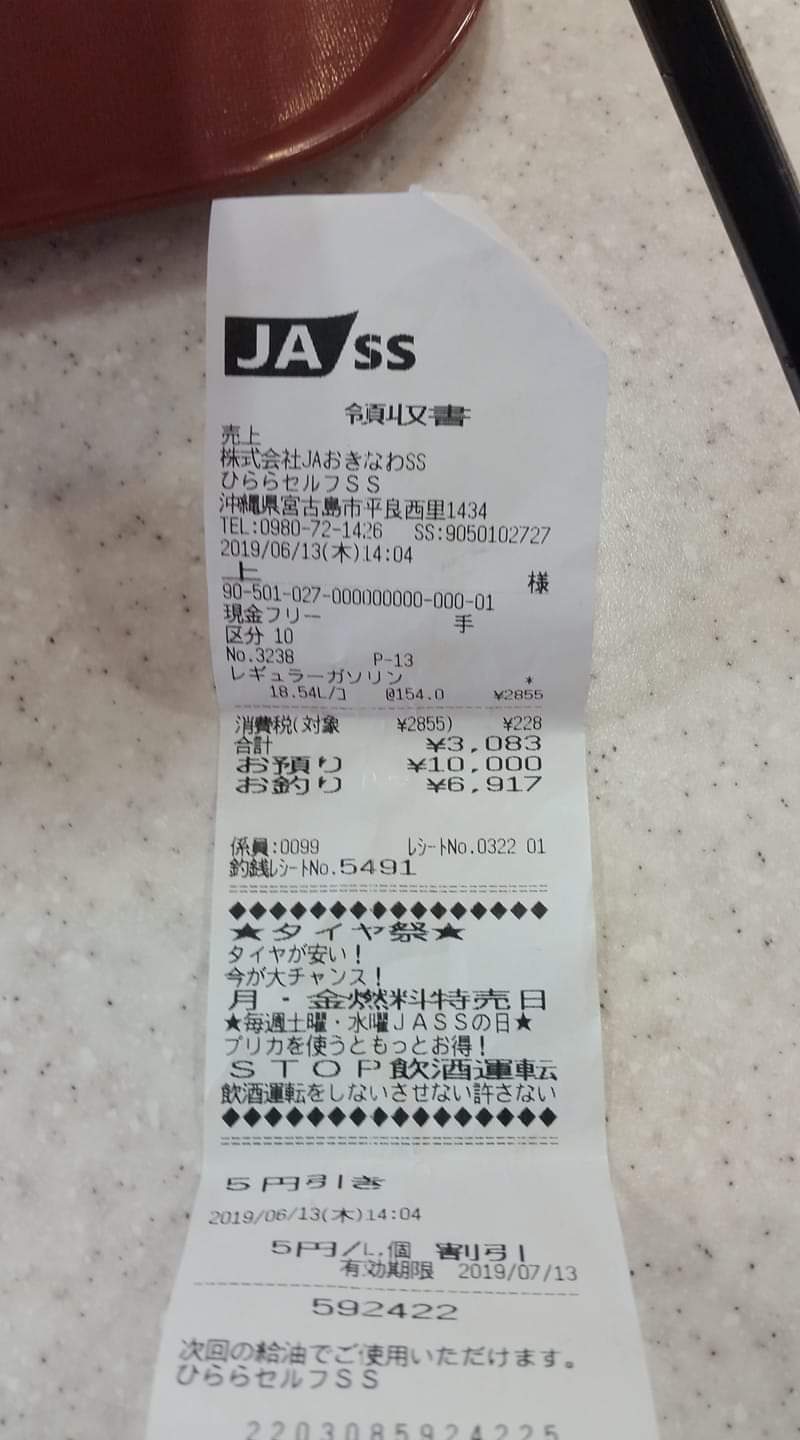 JA SS
領収書
売上
株式会社JAおきなわSS
ひららセルフSS
沖縄県宮古島市平良西里1434
TEL:0980-72-1426 SS:9050102727
2019/06/13(木)14:04
上 様
90-501-027-000000000-000-01
現金フリー 手
区分 10
No.3238 P-13
レギュラーガソリン *
18.54L/コ @154.0 ¥2855
消費税(対象 ¥2855) ¥228
合計 ¥3,083
お預り ¥10,000
お釣り ¥6,917
係員:0099 レシートNo.0322 01
釣銭レシートNo.5491
◆◆◆◆◆◆◆◆◆◆◆◆◆◆◆◆
★タイヤ祭★
タイヤが安い!
今が大チャンス!
月・金燃料特売日
★毎週土曜・水曜JASSの日★
プリカを使うともっとお得!
STOP飲酒運転
飲酒運転をしないさせない許さない
◆◆◆◆◆◆◆◆◆◆◆◆◆◆◆◆
5円引き
2019/06/13(木)14:04
5円/L,個 割引
有効期限 2019/07/13
592422
次回の給油でご使用いただけます。
ひららセルフSS
2203085924225